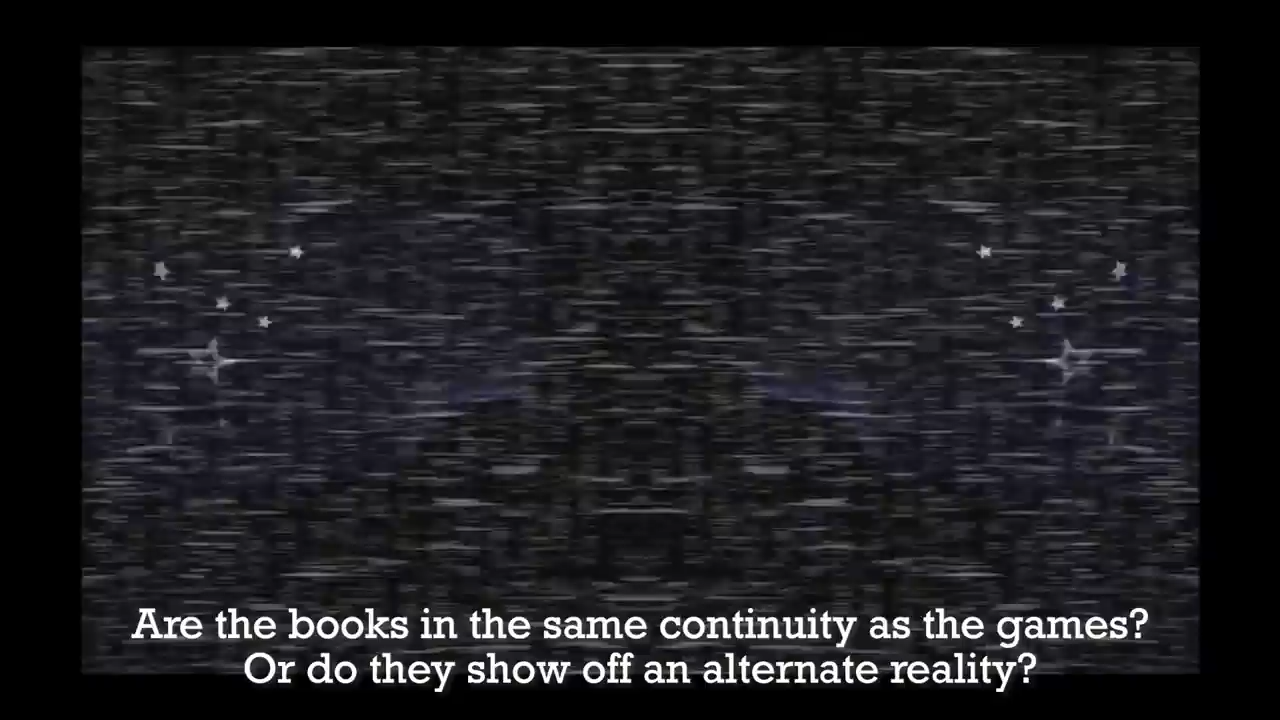 Are the books in the same continuity as the games?
Or do they show off an alternate reality?